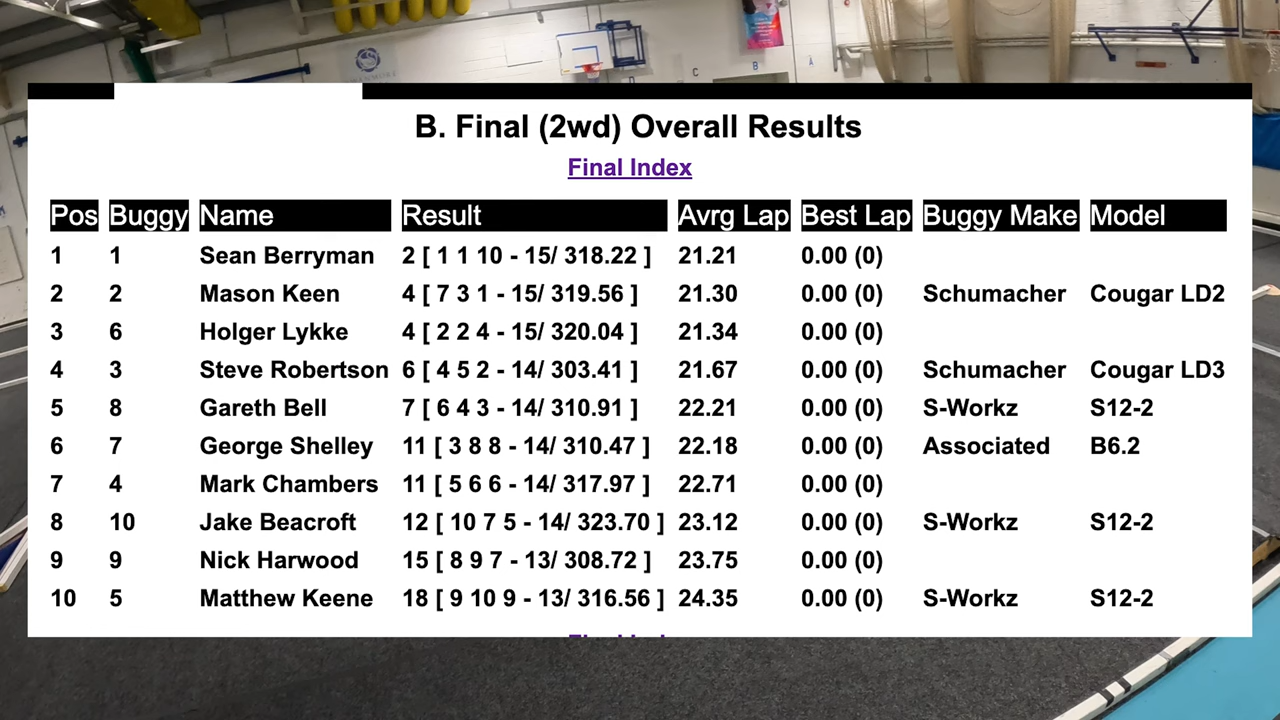 B. Final (2wd) Overall Results
Final Index
Pos Buggy Name Result Avrg Lap Best Lap Buggy Make Model
1 1 Sean Berryman 2 [ 1 1 10 - 15/ 318.22 ] 21.21 0.00 (0)
2 2 Mason Keen 4 [ 7 3 1 - 15/ 319.56 ] 21.30 0.00 (0) Schumacher Cougar LD2
3 6 Holger Lykke 4 [ 2 2 4 - 15/ 320.04 ] 21.34 0.00 (0)
4 3 Steve Robertson 6 [ 4 5 2 - 14/ 303.41 ] 21.67 0.00 (0) Schumacher Cougar LD3
5 8 Gareth Bell 7 [ 6 4 3 - 14/ 310.91 ] 22.21 0.00 (0) S-Workz S12-2
6 7 George Shelley 11 [ 3 8 8 - 14/ 310.47 ] 22.18 0.00 (0) Associated B6.2
7 4 Mark Chambers 11 [ 5 6 6 - 14/ 317.97 ] 22.71 0.00 (0)
8 10 Jake Beacroft 12 [ 10 7 5 - 14/ 323.70 ] 23.12 0.00 (0) S-Workz S12-2
9 9 Nick Harwood 15 [ 8 9 7 - 13/ 308.72 ] 23.75 0.00 (0)
10 5 Matthew Keene 18 [ 9 10 9 - 13/ 316.56 ] 24.35 0.00 (0) S-Workz S12-2